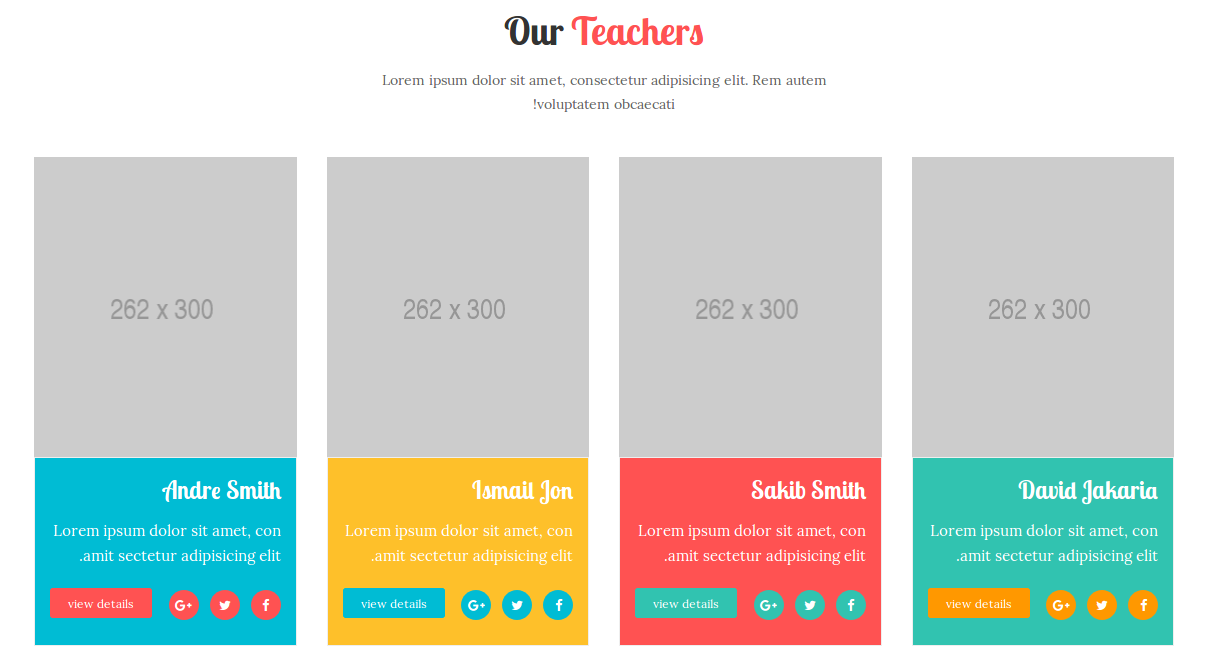 Our Teachers
Lorem ipsum dolor sit amet, consectetur adipisicing elit. Rem autem
!voluptatem obcaecati
262 x 300
262 x 300
262 x 300
262 x 300
Andre Smith
Lorem ipsum dolor sit amet, con
.amit sectetur adipisicing elit
view details
G+
f
Ismail Jon
Lorem ipsum dolor sit amet, con
.amit sectetur adipisicing elit
view details
G+
f
Sakib Smith
Lorem ipsum dolor sit amet, con
.amit sectetur adipisicing elit
view details
G+
f
David Jakaria
Lorem ipsum dolor sit amet, con
.amit sectetur adipisicing elit
view details
G+
f